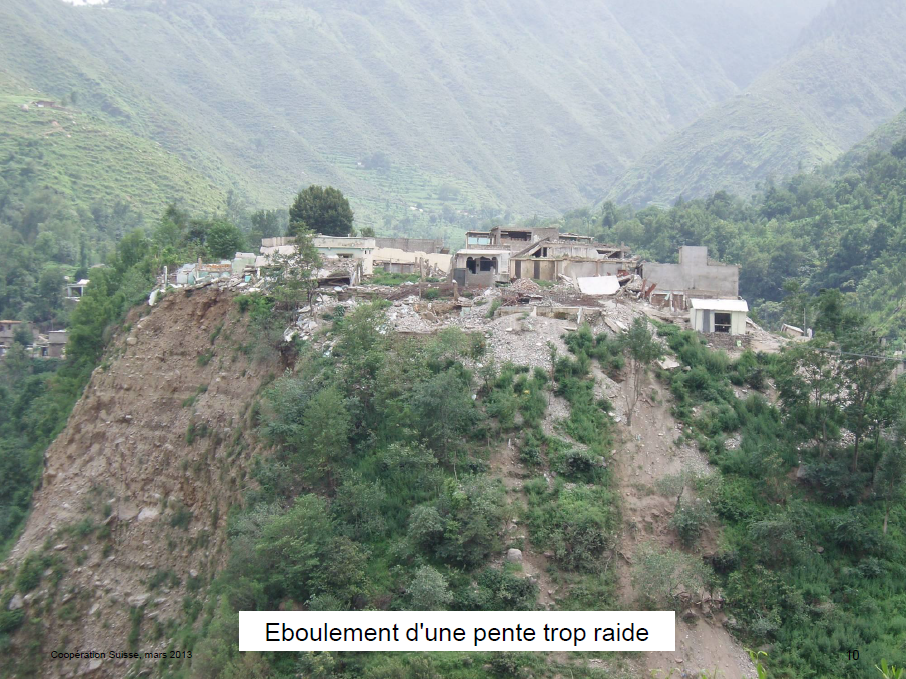 Eboulement d'une pente trop raide
Coopération Suisse, mars 2013
10